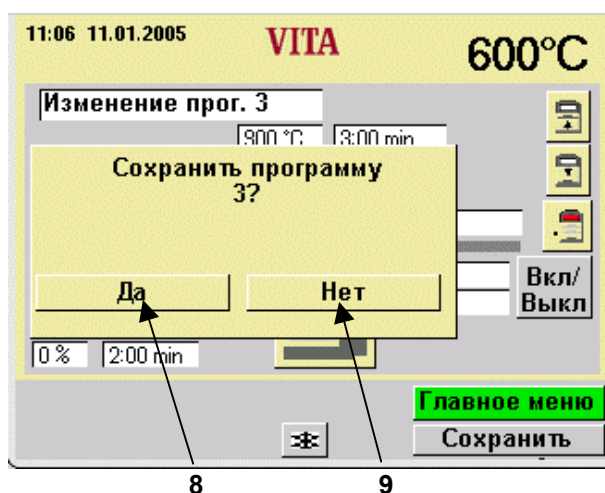 11:06 11.01.2005 VITA 600°C
Изменение прог. 3
900 °C 3:00 min
Сохранить программу
3?
Да Нет
Вкл/
Выкл
0 % 2:00 min
Главное меню
Сохранить
8 9